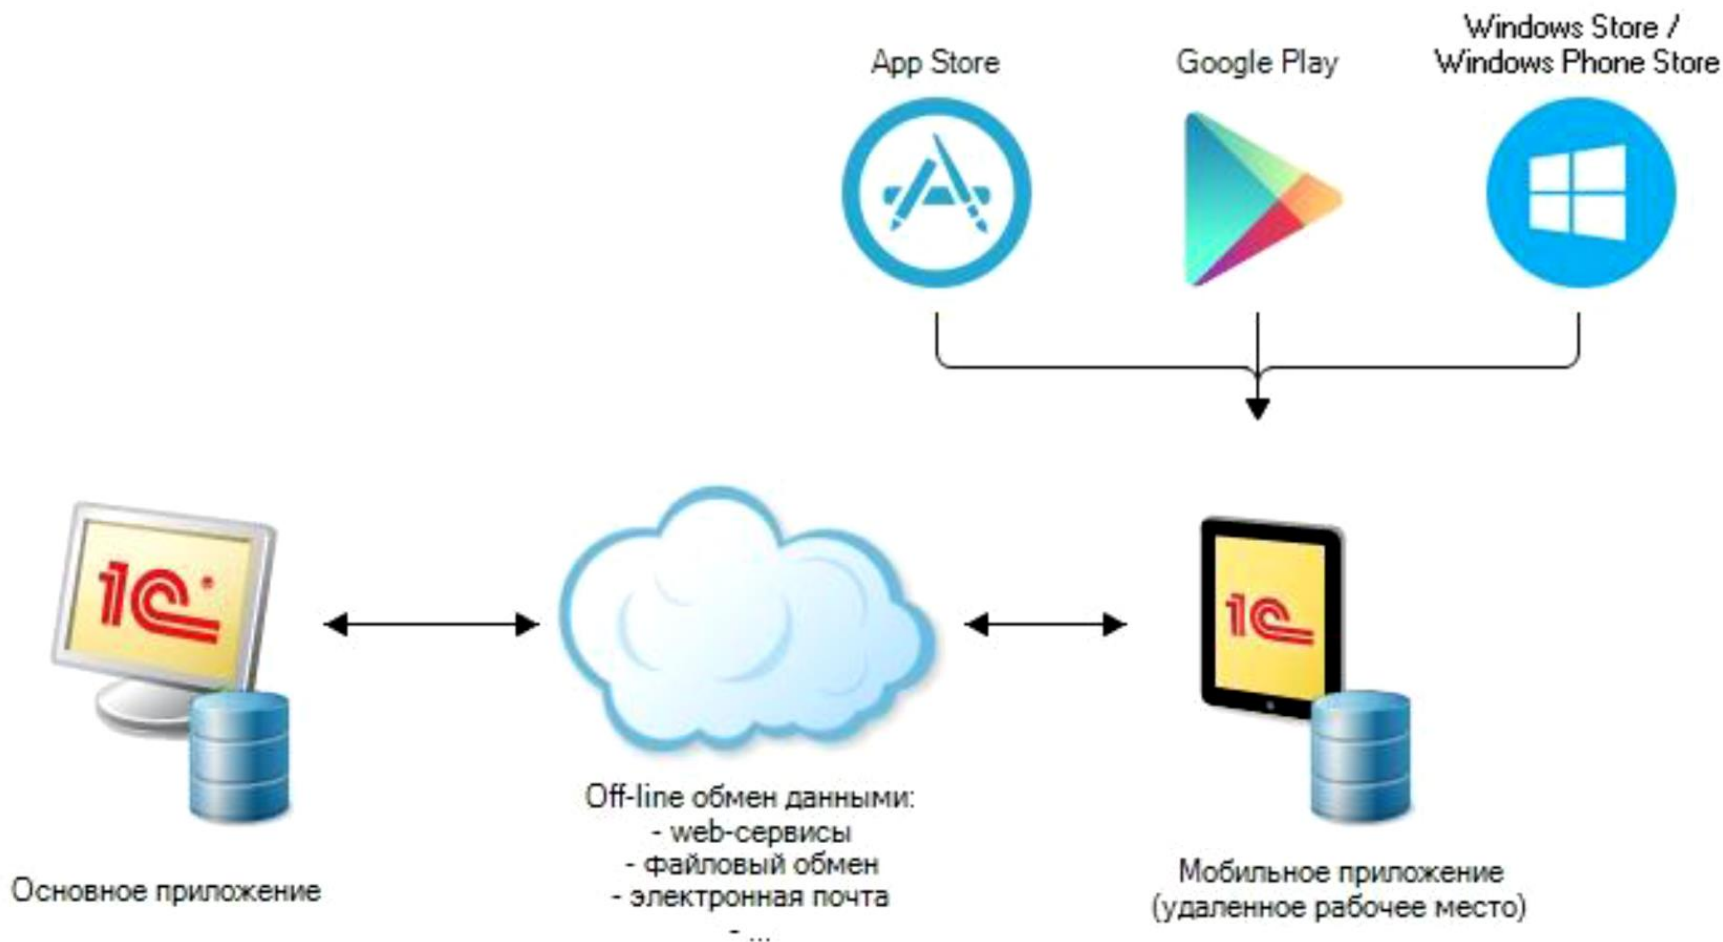 App Store
Google Play
Windows Store /
Windows Phone Store
1С
1С
Off-line обмен данными:
- web-сервисы
- файловый обмен
- электронная почта
- ...
Основное приложение
Мобильное приложение
(удаленное рабочее место)